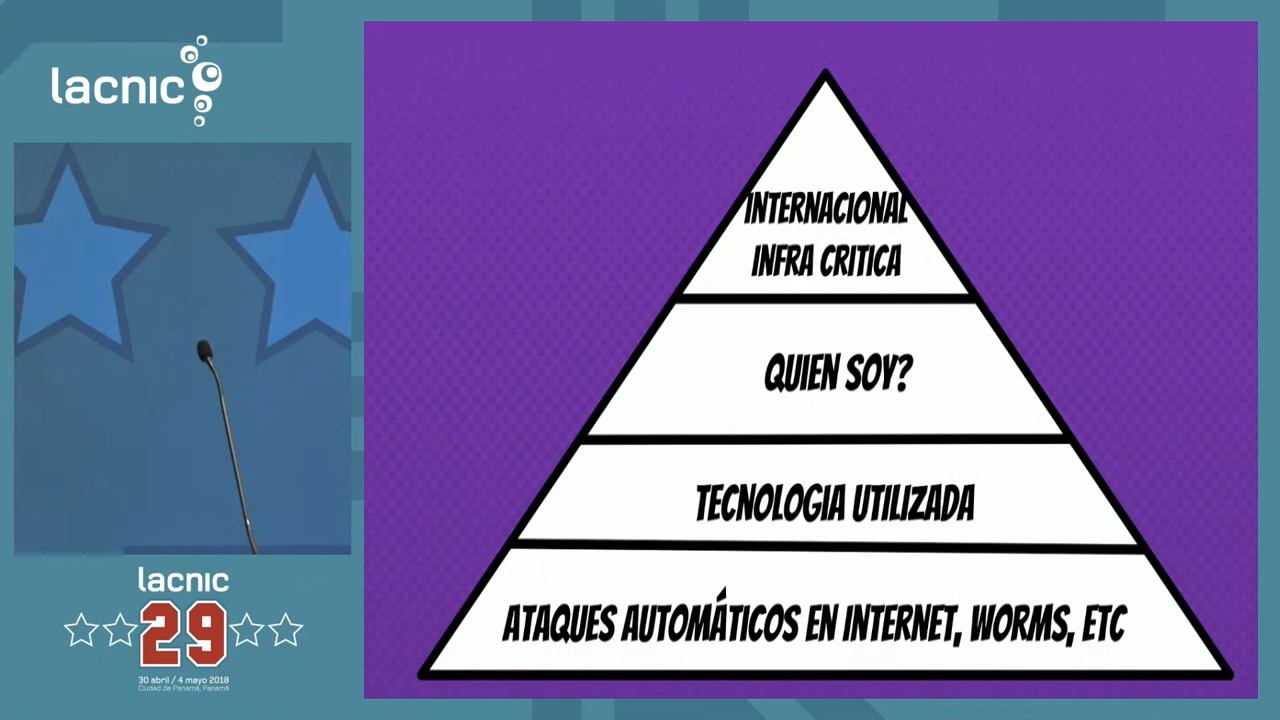 lacnic
INTERNACIONAL
INFRA CRITICA
QUIEN SOY?
TECNOLOGIA UTILIZADA
ATAQUES AUTOMÁTICOS EN INTERNET, WORMS, ETC
lacnic
29
30 abril / 4 mayo 2018
Ciudad de Panamá, Panamá